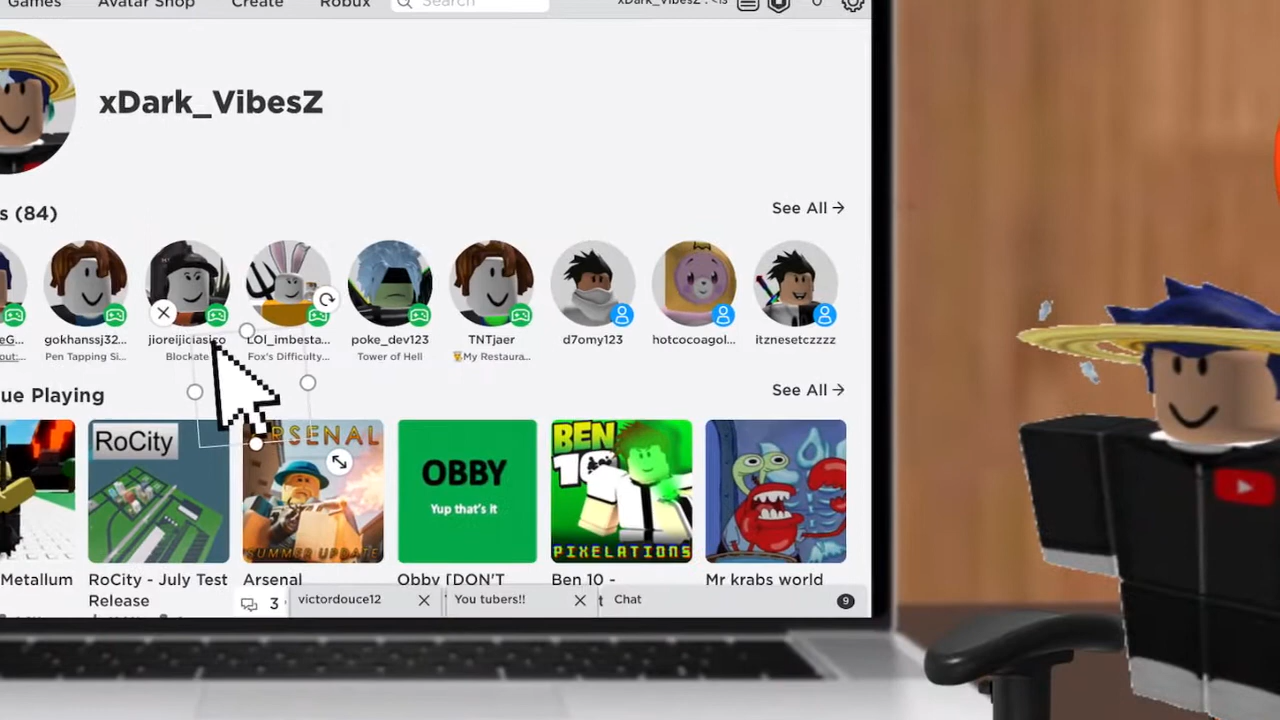 Games Avatar Shop Create Robux Search
xDark_VibesZ
s (84) See All →
gokhanssj32... jioreijiciasico LOl_imbesta... poke_dev123 TNTjaer d7omy123 hotcocoagol... itznesetczzzz
Pen Tapping Si... Blockate Fox's Difficulty... Tower of Hell My Restaura...
ue Playing See All →
RoCity
ARSENAL
SUMMER UPDATE
OBBY
Yup that's it
BEN
10
PIXELATIONS
Metallum RoCity - July Test Arsenal Obby [DON'T Ben 10 - Mr krabs world
Release
3 victordouce12 You tubers!! Chat 9